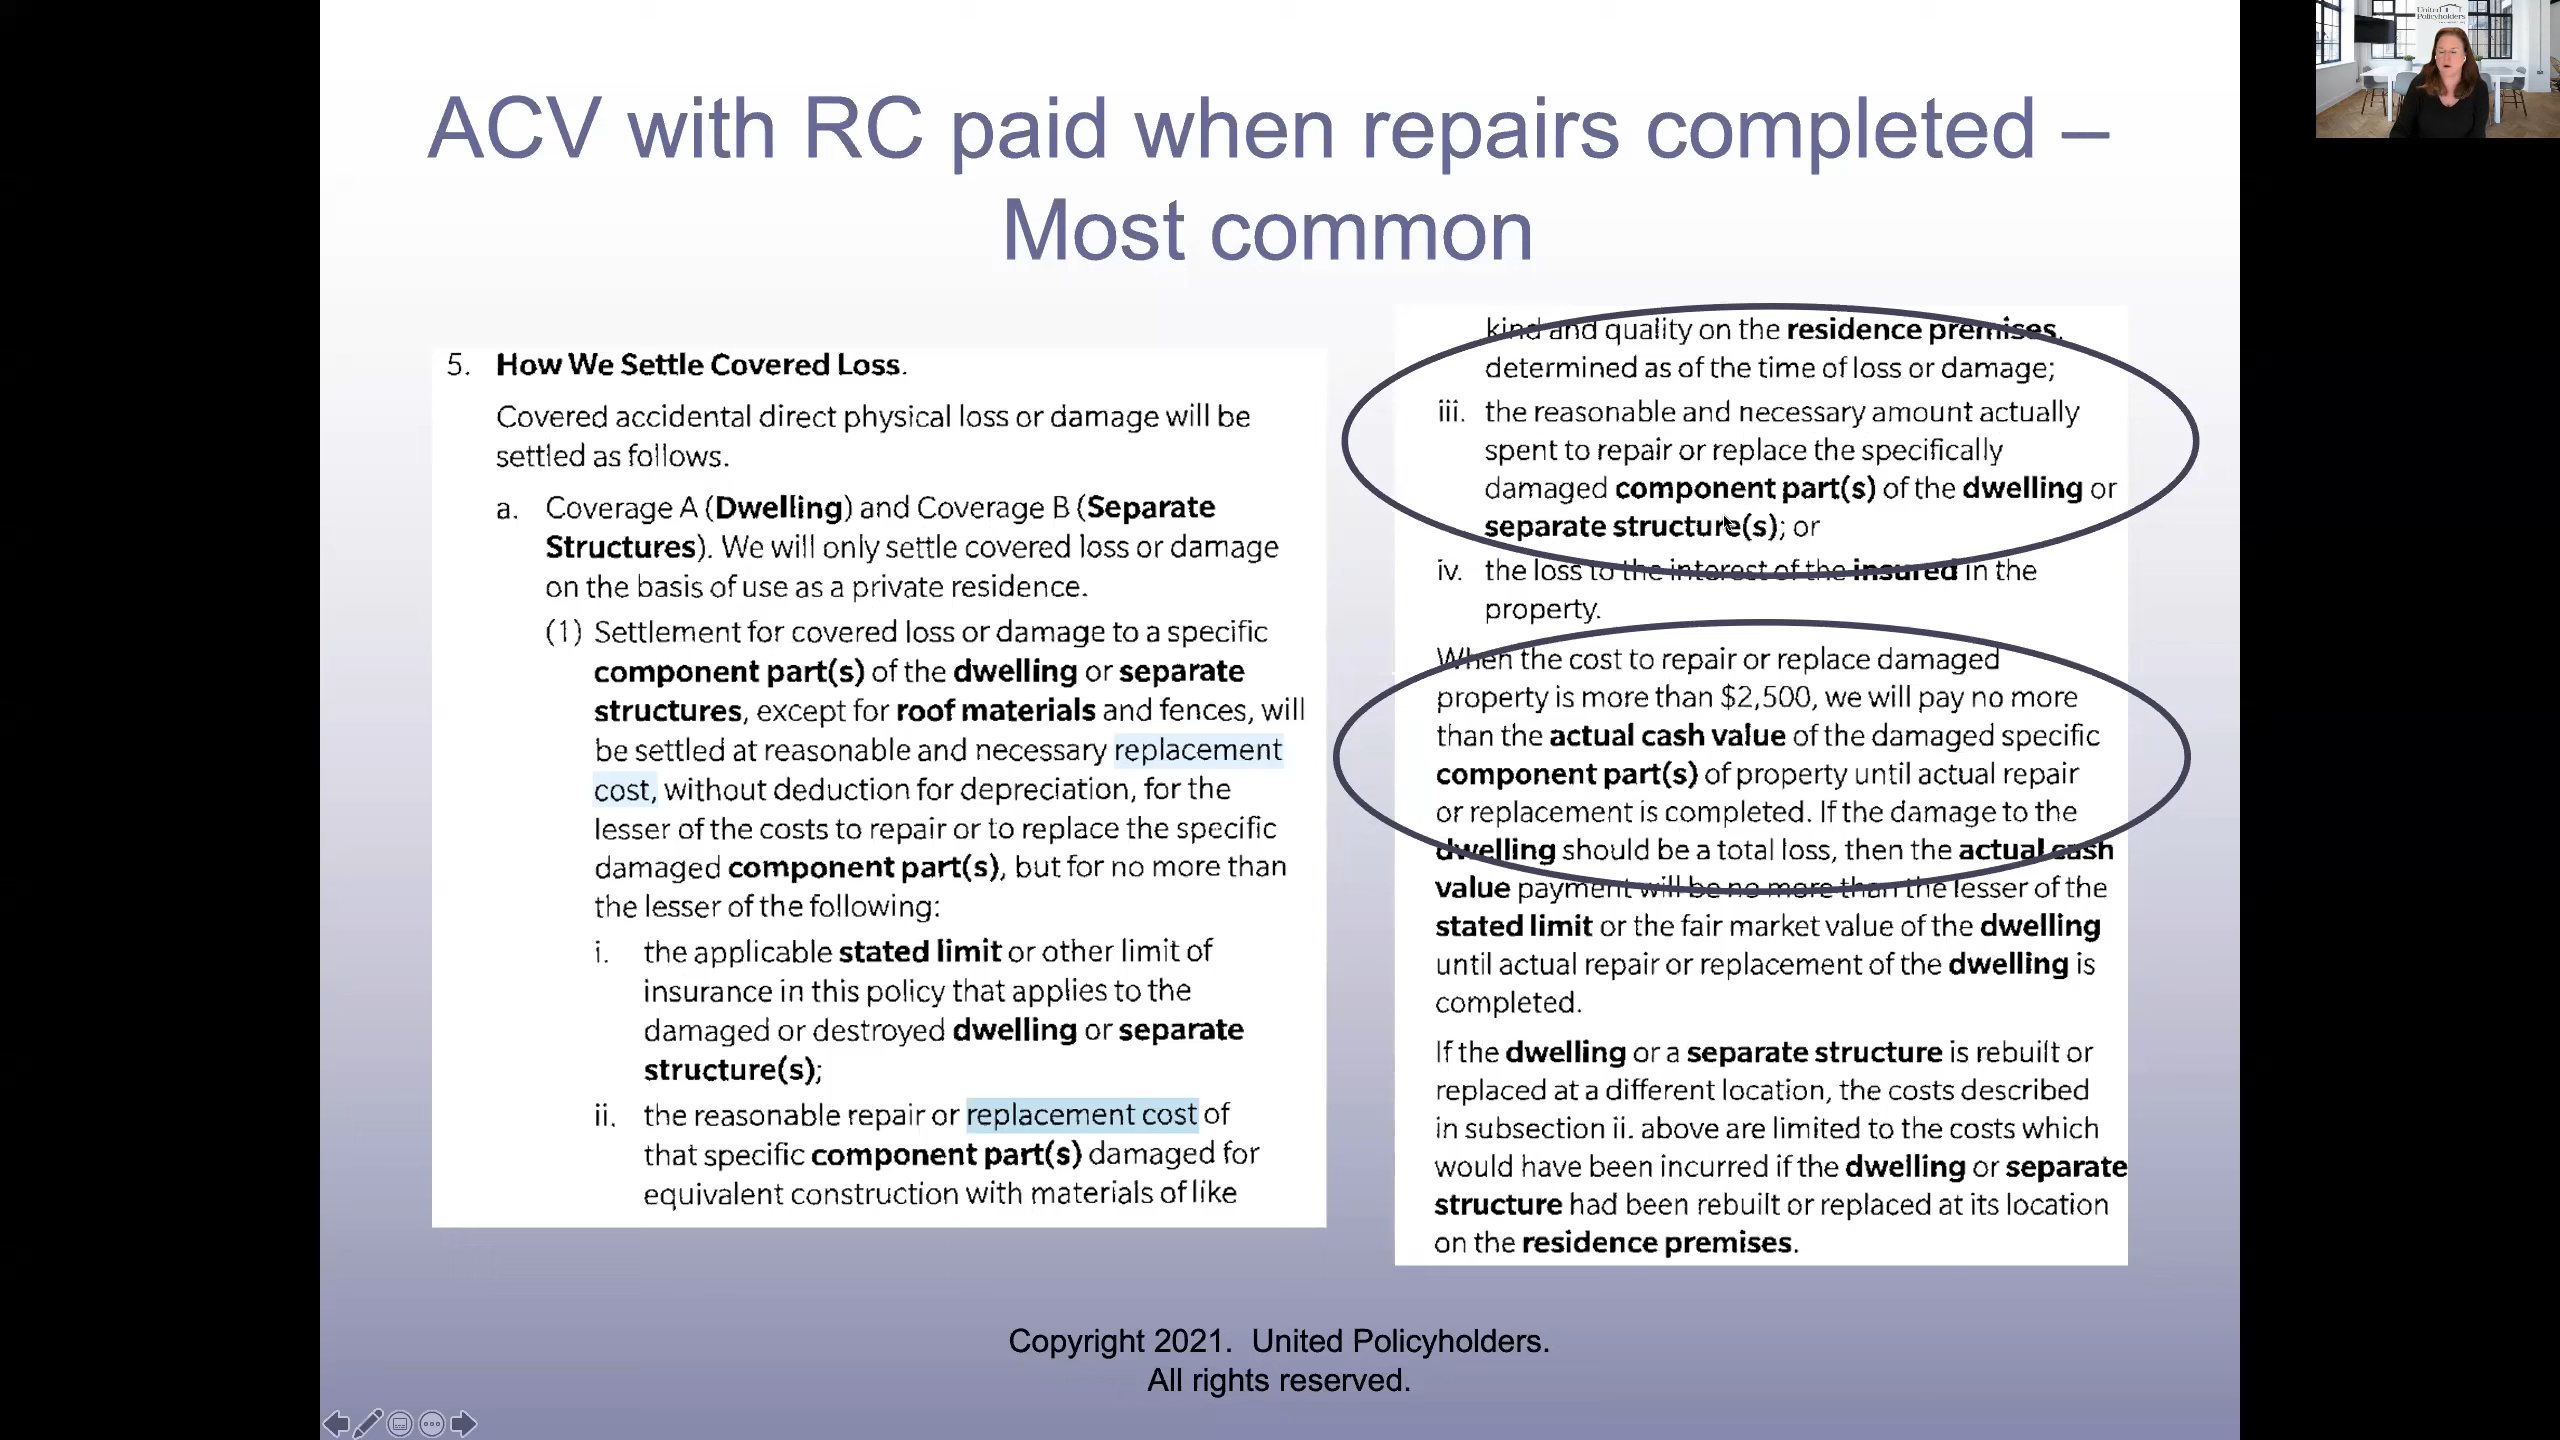 United
Policyholders
ACV with RC paid when repairs completed –
Most common
5. How We Settle Covered Loss.
Covered accidental direct physical loss or damage will be
settled as follows.
a. Coverage A (Dwelling) and Coverage B (Separate
Structures). We will only settle covered loss or damage
on the basis of use as a private residence.
(1) Settlement for covered loss or damage to a specific
component part(s) of the dwelling or separate
structures, except for roof materials and fences, will
be settled at reasonable and necessary replacement
cost, without deduction for depreciation, for the
lesser of the costs to repair or to replace the specific
damaged component part(s), but for no more than
the lesser of the following:
i. the applicable stated limit or other limit of
insurance in this policy that applies to the
damaged or destroyed dwelling or separate
structure(s);
ii. the reasonable repair or replacement cost of
that specific component part(s) damaged for
equivalent construction with materials of like
kind and quality on the residence premises,
determined as of the time of loss or damage;
iii. the reasonable and necessary amount actually
spent to repair or replace the specifically
damaged component part(s) of the dwelling or
separate structure(s); or
iv. the loss to the interest of the insured in the
property.
When the cost to repair or replace damaged
property is more than $2,500, we will pay no more
than the actual cash value of the damaged specific
component part(s) of property until actual repair
or replacement is completed. If the damage to the
dwelling should be a total loss, then the actual cash
value payment will be no more than the lesser of the
stated limit or the fair market value of the dwelling
until actual repair or replacement of the dwelling is
completed.
If the dwelling or a separate structure is rebuilt or
replaced at a different location, the costs described
in subsection ii. above are limited to the costs which
would have been incurred if the dwelling or separate
structure had been rebuilt or replaced at its location
on the residence premises.
Copyright 2021. United Policyholders.
All rights reserved.